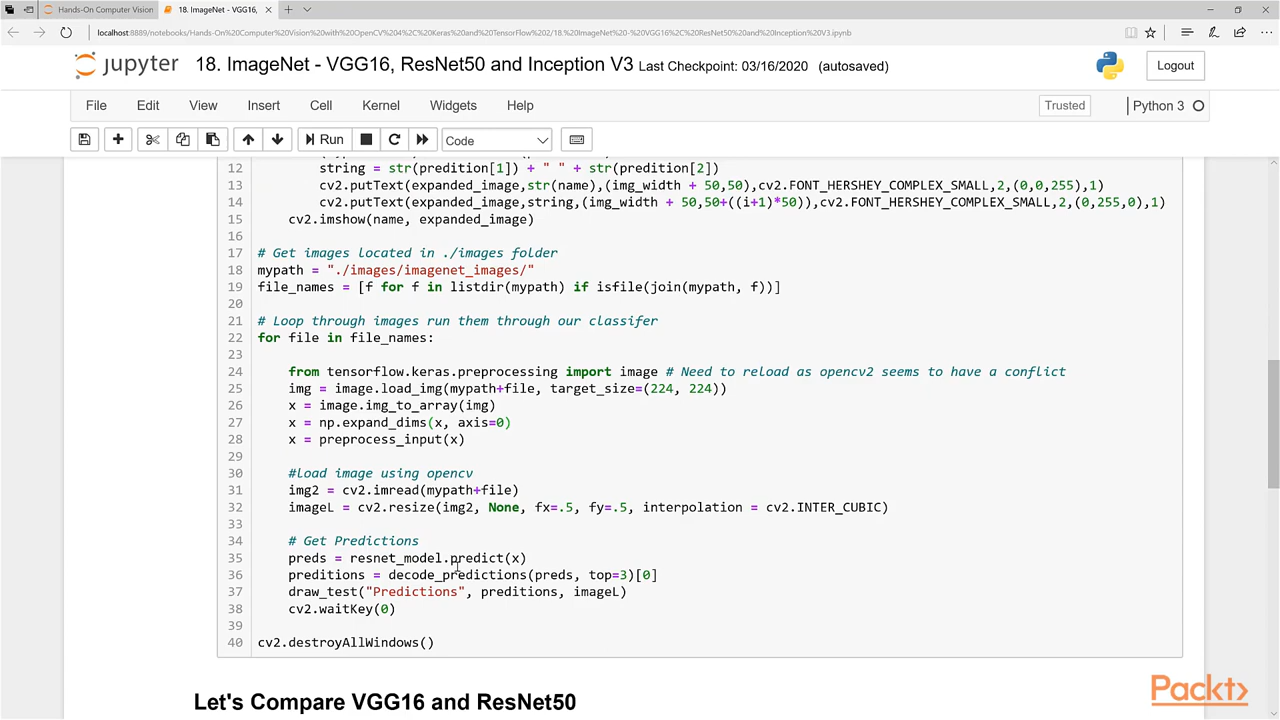 Hands-On Computer Vision
18. ImageNet - VGG16,
localhost:8889/notebooks/Hands-On%20Computer%20Vision%20with%20OpenCV%204%2C%20Keras%20and%20TensorFlow%202/18.%20ImageNet%20-%20VGG16%2C%20ResNet50%20and%20Inception%20V3.ipynb
jupyter 18. ImageNet - VGG16, ResNet50 and Inception V3 Last Checkpoint: 03/16/2020 (autosaved)
Logout
File Edit View Insert Cell Kernel Widgets Help
Trusted Python 3
Run Code
12 string = str(predition[1]) + " " + str(predition[2])
13 cv2.putText(expanded_image,str(name),(img_width + 50,50),cv2.FONT_HERSHEY_COMPLEX_SMALL,2,(0,0,255),1)
14 cv2.putText(expanded_image,string,(img_width + 50,50+((i+1)*50)),cv2.FONT_HERSHEY_COMPLEX_SMALL,2,(0,255,0),1)
15 cv2.imshow(name, expanded_image)
16
17 # Get images located in ./images folder
18 mypath = "./images/imagenet_images/"
19 file_names = [f for f in listdir(mypath) if isfile(join(mypath, f))]
20
21 # Loop through images run them through our classifer
22 for file in file_names:
23
24 from tensorflow.keras.preprocessing import image # Need to reload as opencv2 seems to have a conflict
25 img = image.load_img(mypath+file, target_size=(224, 224))
26 x = image.img_to_array(img)
27 x = np.expand_dims(x, axis=0)
28 x = preprocess_input(x)
29
30 #load image using opencv
31 img2 = cv2.imread(mypath+file)
32 imageL = cv2.resize(img2, None, fx=.5, fy=.5, interpolation = cv2.INTER_CUBIC)
33
34 # Get Predictions
35 preds = resnet_model.predict(x)
36 preditions = decode_predictions(preds, top=3)[0]
37 draw_test("Predictions", preditions, imageL)
38 cv2.waitKey(0)
39
40 cv2.destroyAllWindows()
Let's Compare VGG16 and ResNet50
Packt>